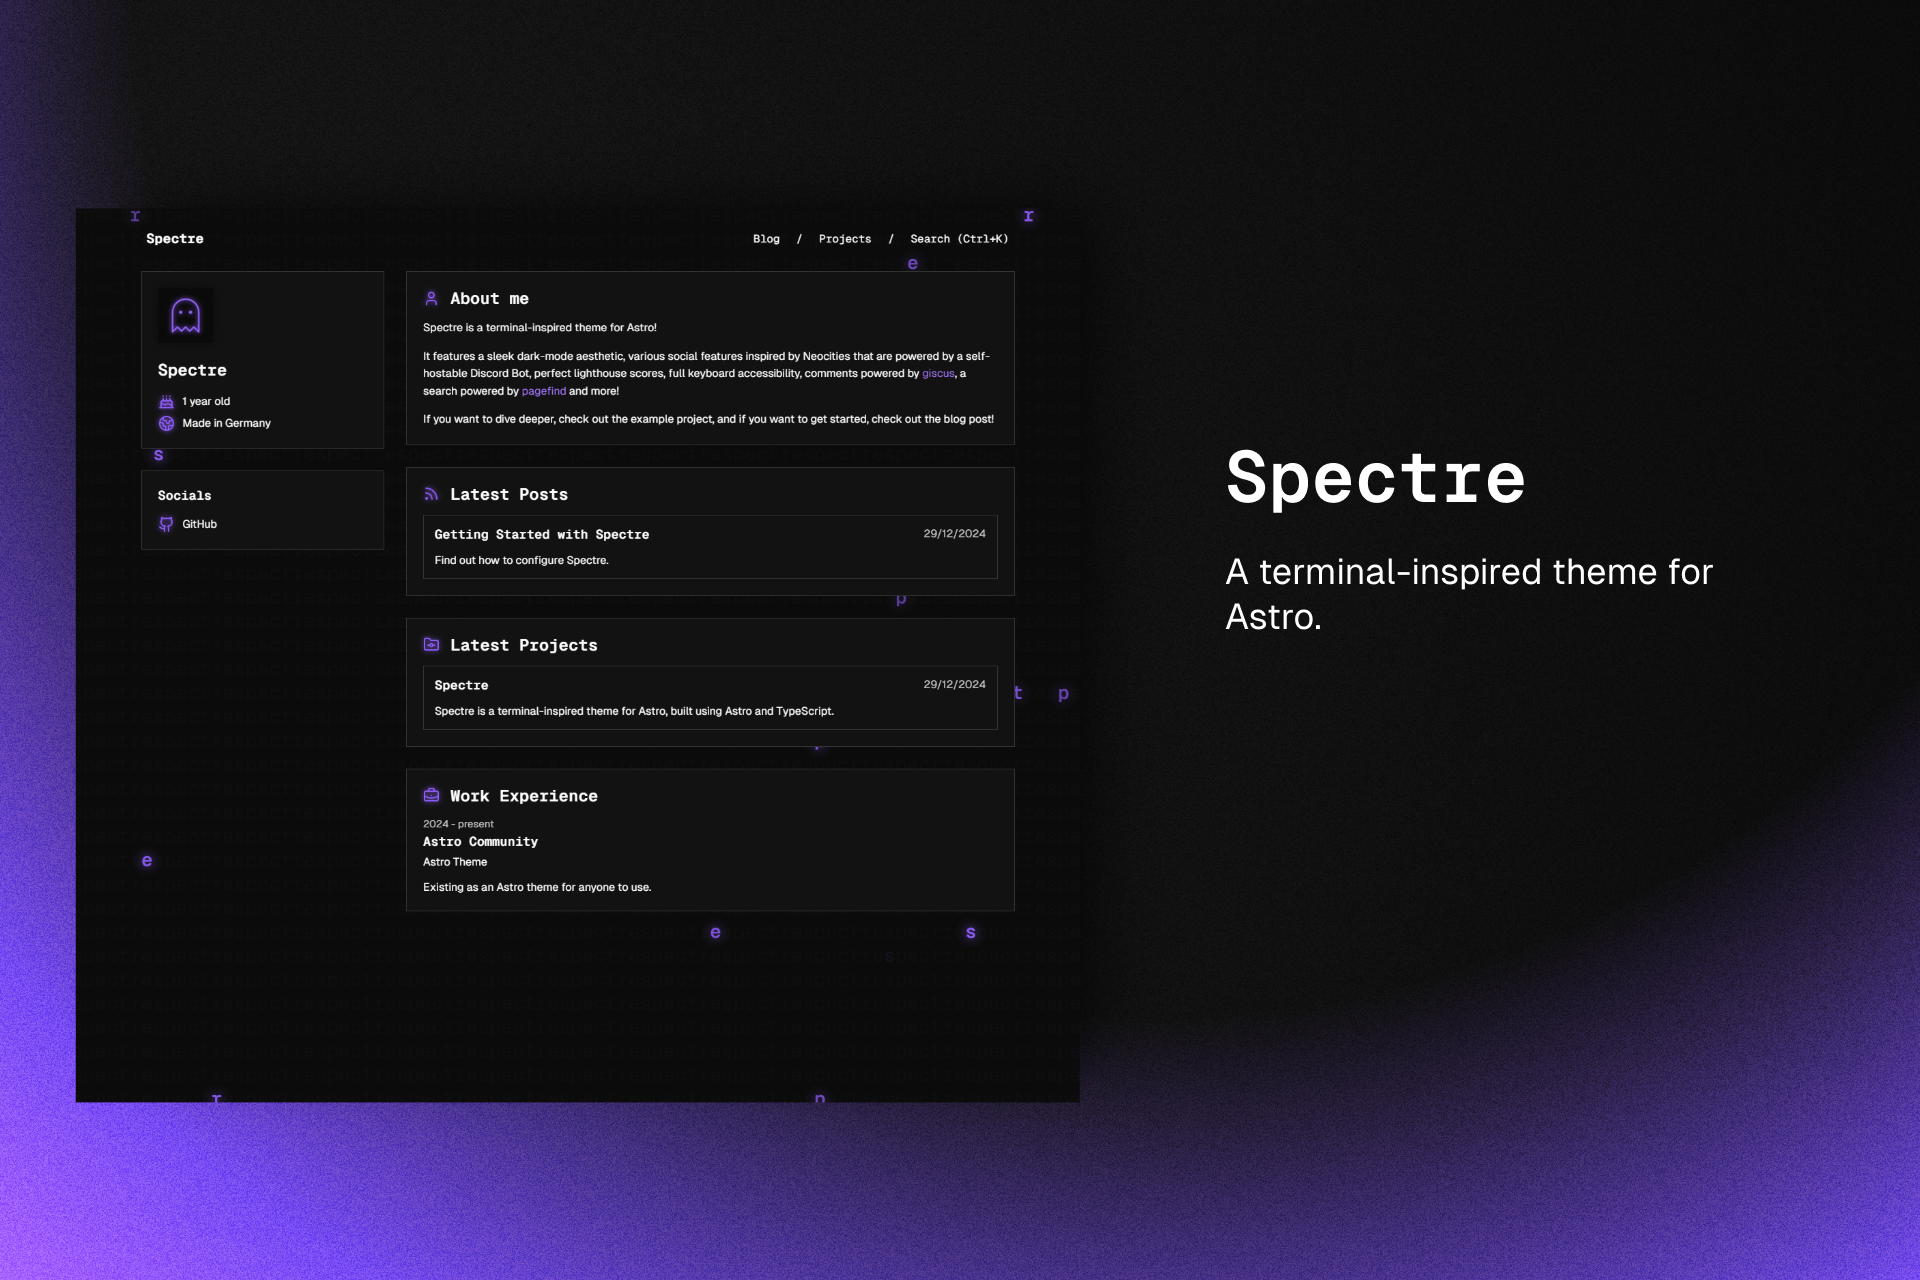 Spectre
Blog / Projects / Search (Ctrl+K)
Spectre
1 year old
Made in Germany
Socials
GitHub
About me
Spectre is a terminal-inspired theme for Astro!
It features a sleek dark-mode aesthetic, various social features inspired by Neocities that are powered by a self-
hostable Discord Bot, perfect lighthouse scores, full keyboard accessibility, comments powered by giscus, a
search powered by pagefind and more!
If you want to dive deeper, check out the example project, and if you want to get started, check out the blog post!
Latest Posts
Getting Started with Spectre 29/12/2024
Find out how to configure Spectre.
Latest Projects
Spectre 29/12/2024
Spectre is a terminal-inspired theme for Astro, built using Astro and TypeScript.
Work Experience
2024 - present
Astro Community
Astro Theme
Existing as an Astro theme for anyone to use.
r
r
e
s
p
t p
e
e s
s
r
p
Spectre
A terminal-inspired theme for
Astro.